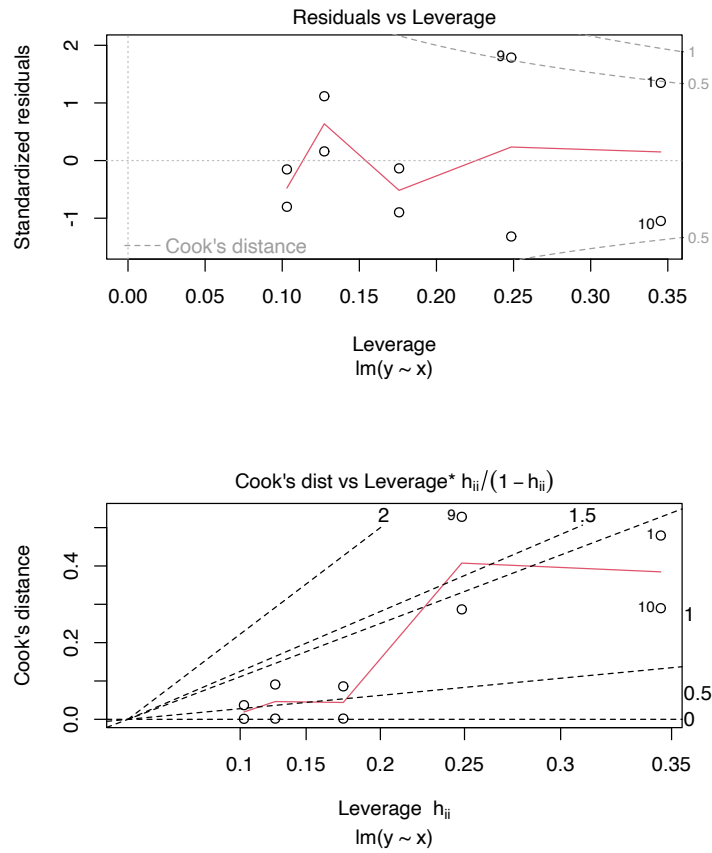 Residuals vs Leverage
Standardized residuals
2
1
0
-1
9
1
10
1
0.5
0.5
Cook's distance
0.00 0.05 0.10 0.15 0.20 0.25 0.30 0.35
Leverage
lm(y ~ x)
Cook's dist vs Leverage* hᵢᵢ/(1 − hᵢᵢ)
Cook's distance
0.4
0.2
0.0
2
1.5
1
0.5
0
9
1
10
0.1 0.15 0.2 0.25 0.3 0.35
Leverage hᵢᵢ
lm(y ~ x)